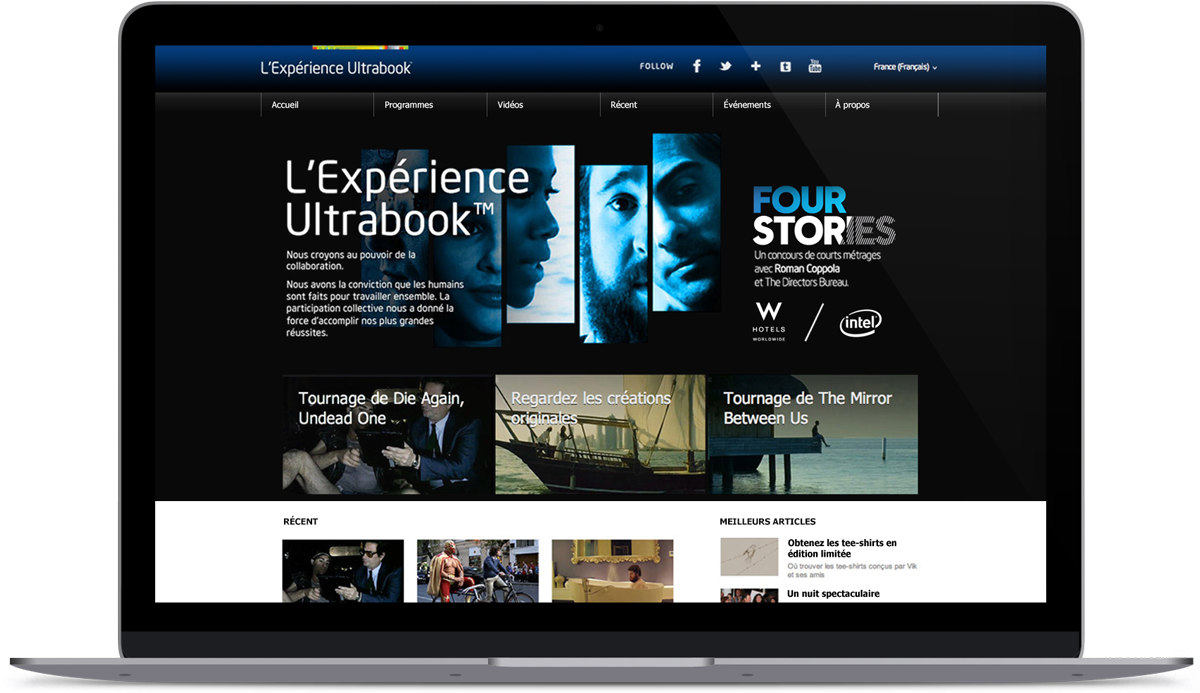 L'Expérience Ultrabook™
FOLLOW
You Tube
France (Français)
Accueil
Programmes
Vidéos
Récent
Événements
À propos
L'Expérience
Ultrabook™
Nous croyons au pouvoir de la
collaboration.
Nous avons la conviction que les humains
sont faits pour travailler ensemble. La
participation collective nous a donné la
force d'accomplir nos plus grandes
réussites.
FOUR
STORIES
Un concours de courts métrages
avec Roman Coppola
et The Directors Bureau.
W
HOTELS
WORLDWIDE
intel
Tournage de Die Again,
Undead One
Regardez les créations
originales
Tournage de The Mirror
Between Us
RÉCENT
MEILLEURS ARTICLES
Obtenez les tee-shirts en
édition limitée
Où trouver les tee-shirts conçus par Vik
et ses amis
Un nuit spectaculaire